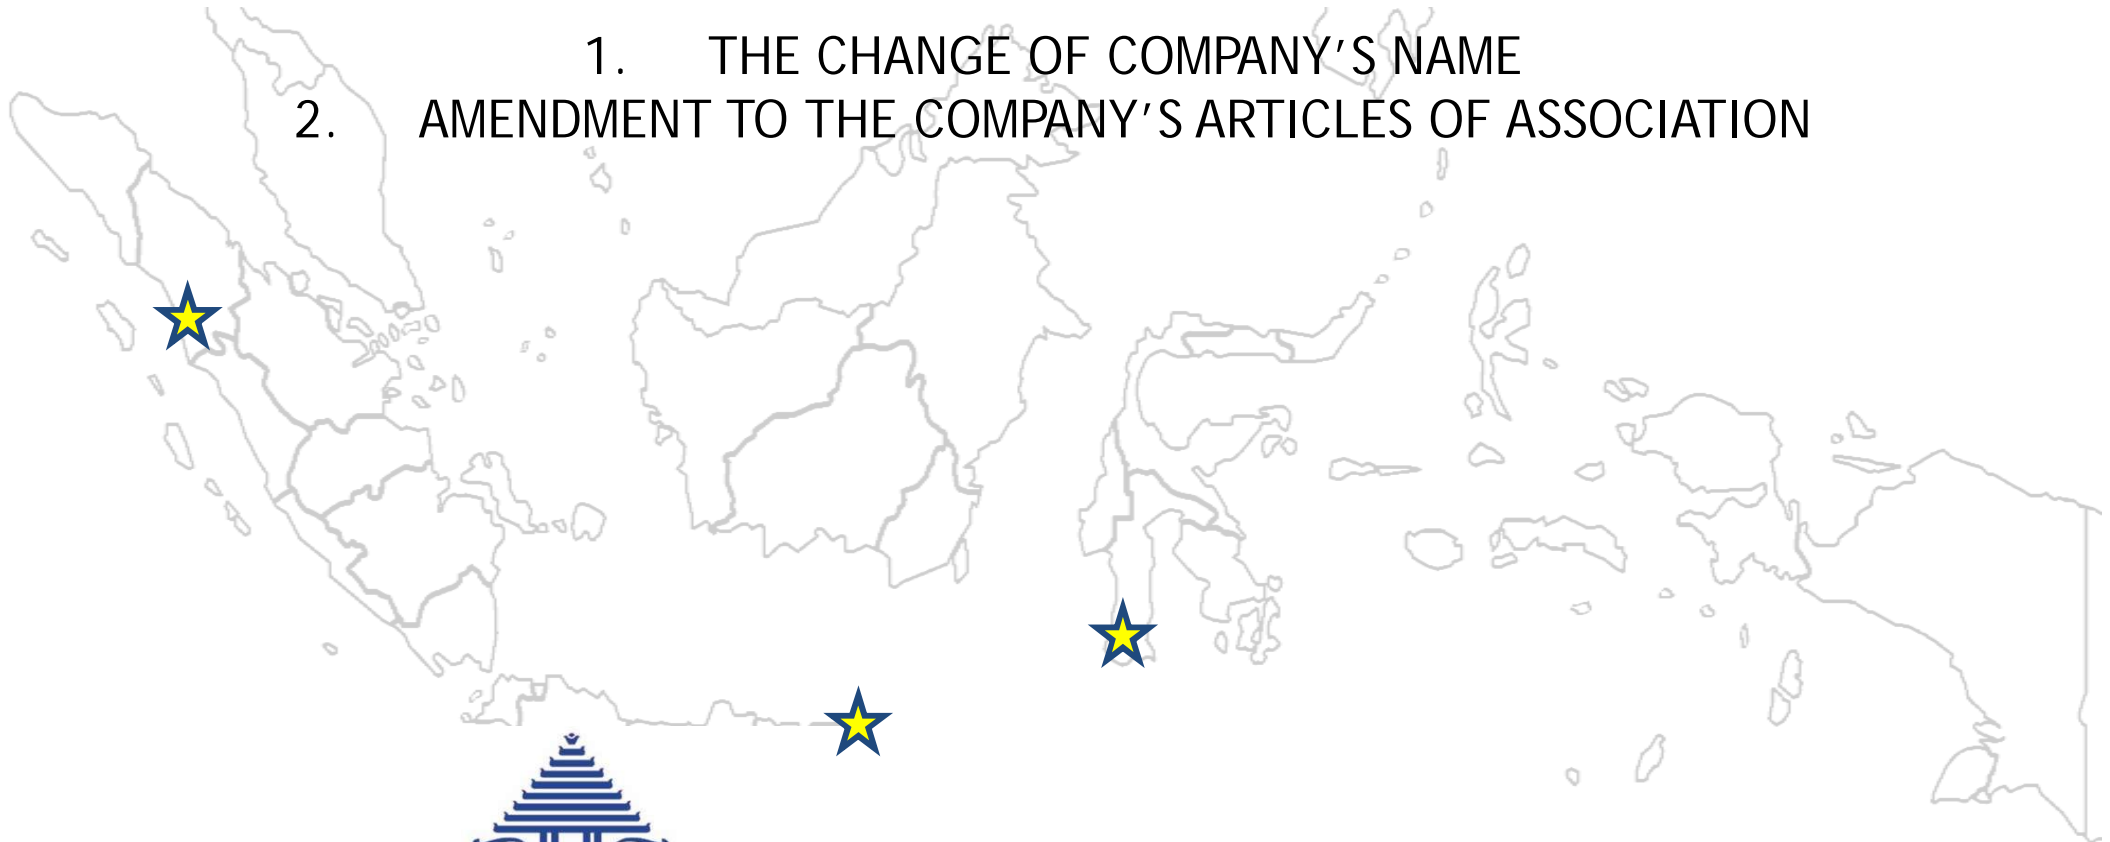 1. THE CHANGE OF COMPANY’S NAME
2. AMENDMENT TO THE COMPANY’S ARTICLES OF ASSOCIATION